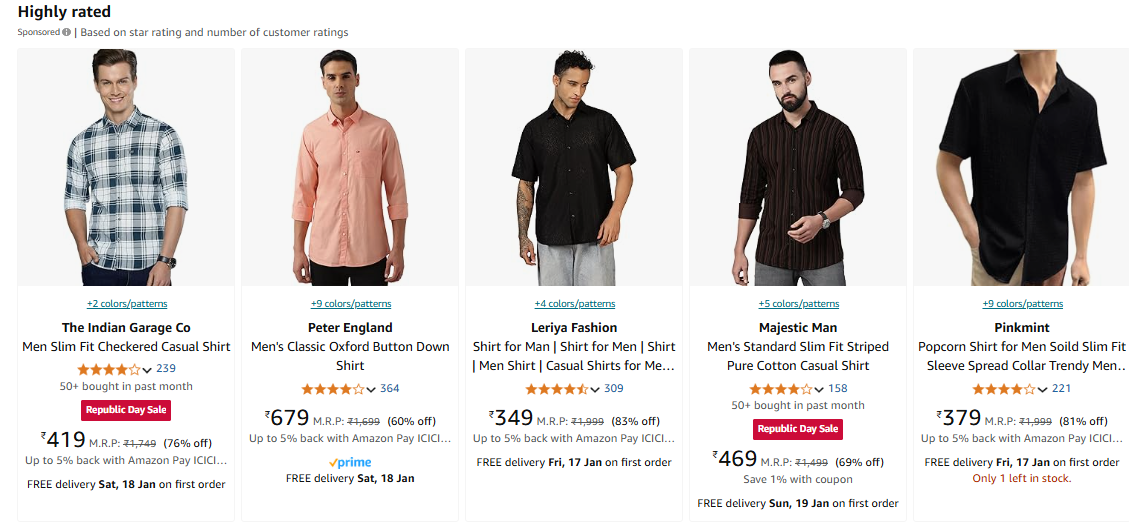 Highly rated
Sponsored | Based on star rating and number of customer ratings
+2 colors/patterns
The Indian Garage Co
Men Slim Fit Checkered Casual Shirt
239
50+ bought in past month
Republic Day Sale
₹419 M.R.P: ₹1,749 (76% off)
Up to 5% back with Amazon Pay ICICI...
FREE delivery Sat, 18 Jan on first order
+9 colors/patterns
Peter England
Men's Classic Oxford Button Down
Shirt
364
₹679 M.R.P: ₹1,699 (60% off)
Up to 5% back with Amazon Pay ICICI...
prime
FREE delivery Sat, 18 Jan
+4 colors/patterns
Leriya Fashion
Shirt for Man | Shirt for Men | Shirt
| Men Shirt | Casual Shirts for Me...
309
₹349 M.R.P: ₹1,999 (83% off)
Up to 5% back with Amazon Pay ICICI...
FREE delivery Fri, 17 Jan on first order
+5 colors/patterns
Majestic Man
Men's Standard Slim Fit Striped
Pure Cotton Casual Shirt
158
50+ bought in past month
Republic Day Sale
₹469 M.R.P: ₹1,499 (69% off)
Save 1% with coupon
FREE delivery Sun, 19 Jan on first order
+9 colors/patterns
Pinkmint
Popcorn Shirt for Men Soild Slim Fit
Sleeve Spread Collar Trendy Men..
221
₹379 M.R.P: ₹1,999 (81% off)
Up to 5% back with Amazon Pay ICICI...
FREE delivery Fri, 17 Jan on first order
Only 1 left in stock.